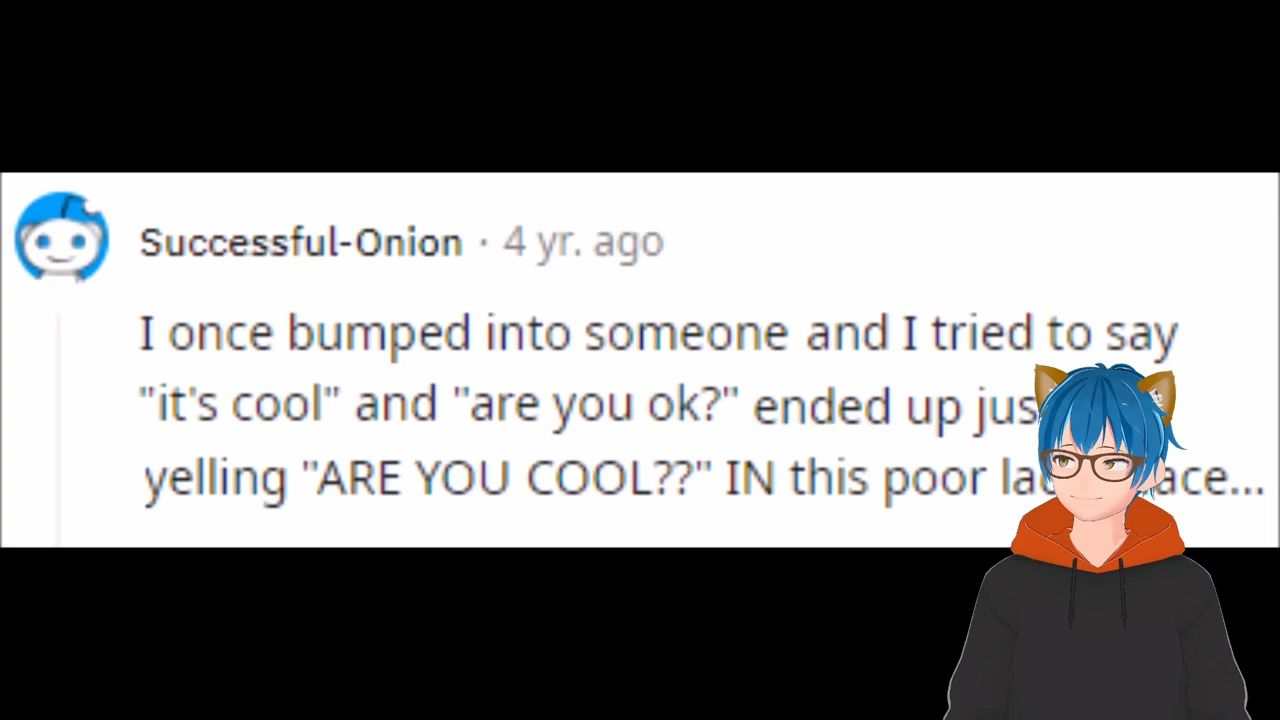 Successful-Onion · 4 yr. ago
I once bumped into someone and I tried to say
"it's cool" and "are you ok?" ended up
yelling "ARE YOU COOL??" IN this poor